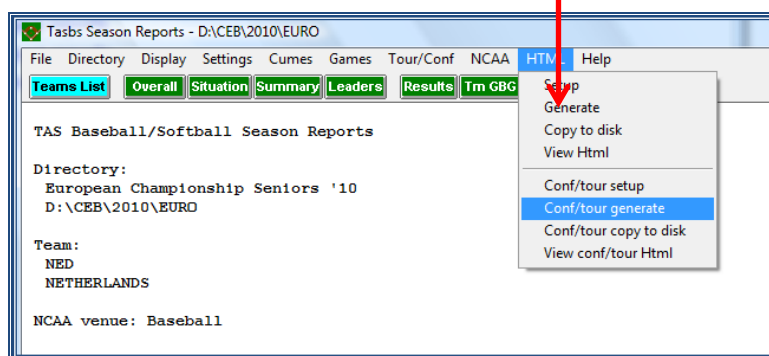 Tasbs Season Reports - D:\CEB\2010\EURO
File Directory Display Settings Cumes Games Tour/Conf NCAA HTML Help
Teams List Overall Situation Summary Leaders Results Tm GBG
Setup
Generate
Copy to disk
View Html
Conf/tour setup
Conf/tour generate
Conf/tour copy to disk
View conf/tour Html
TAS Baseball/Softball Season Reports
Directory:
European Championship Seniors '10
D:\CEB\2010\EURO
Team:
NED
NETHERLANDS
NCAA venue: Baseball